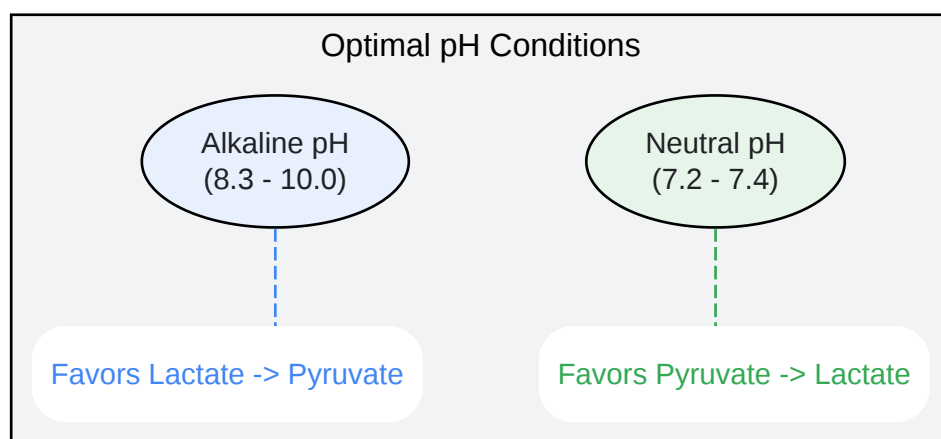 Optimal pH Conditions
Alkaline pH
(8.3 - 10.0)
Neutral pH
(7.2 - 7.4)
Favors Lactate -> Pyruvate
Favors Pyruvate -> Lactate